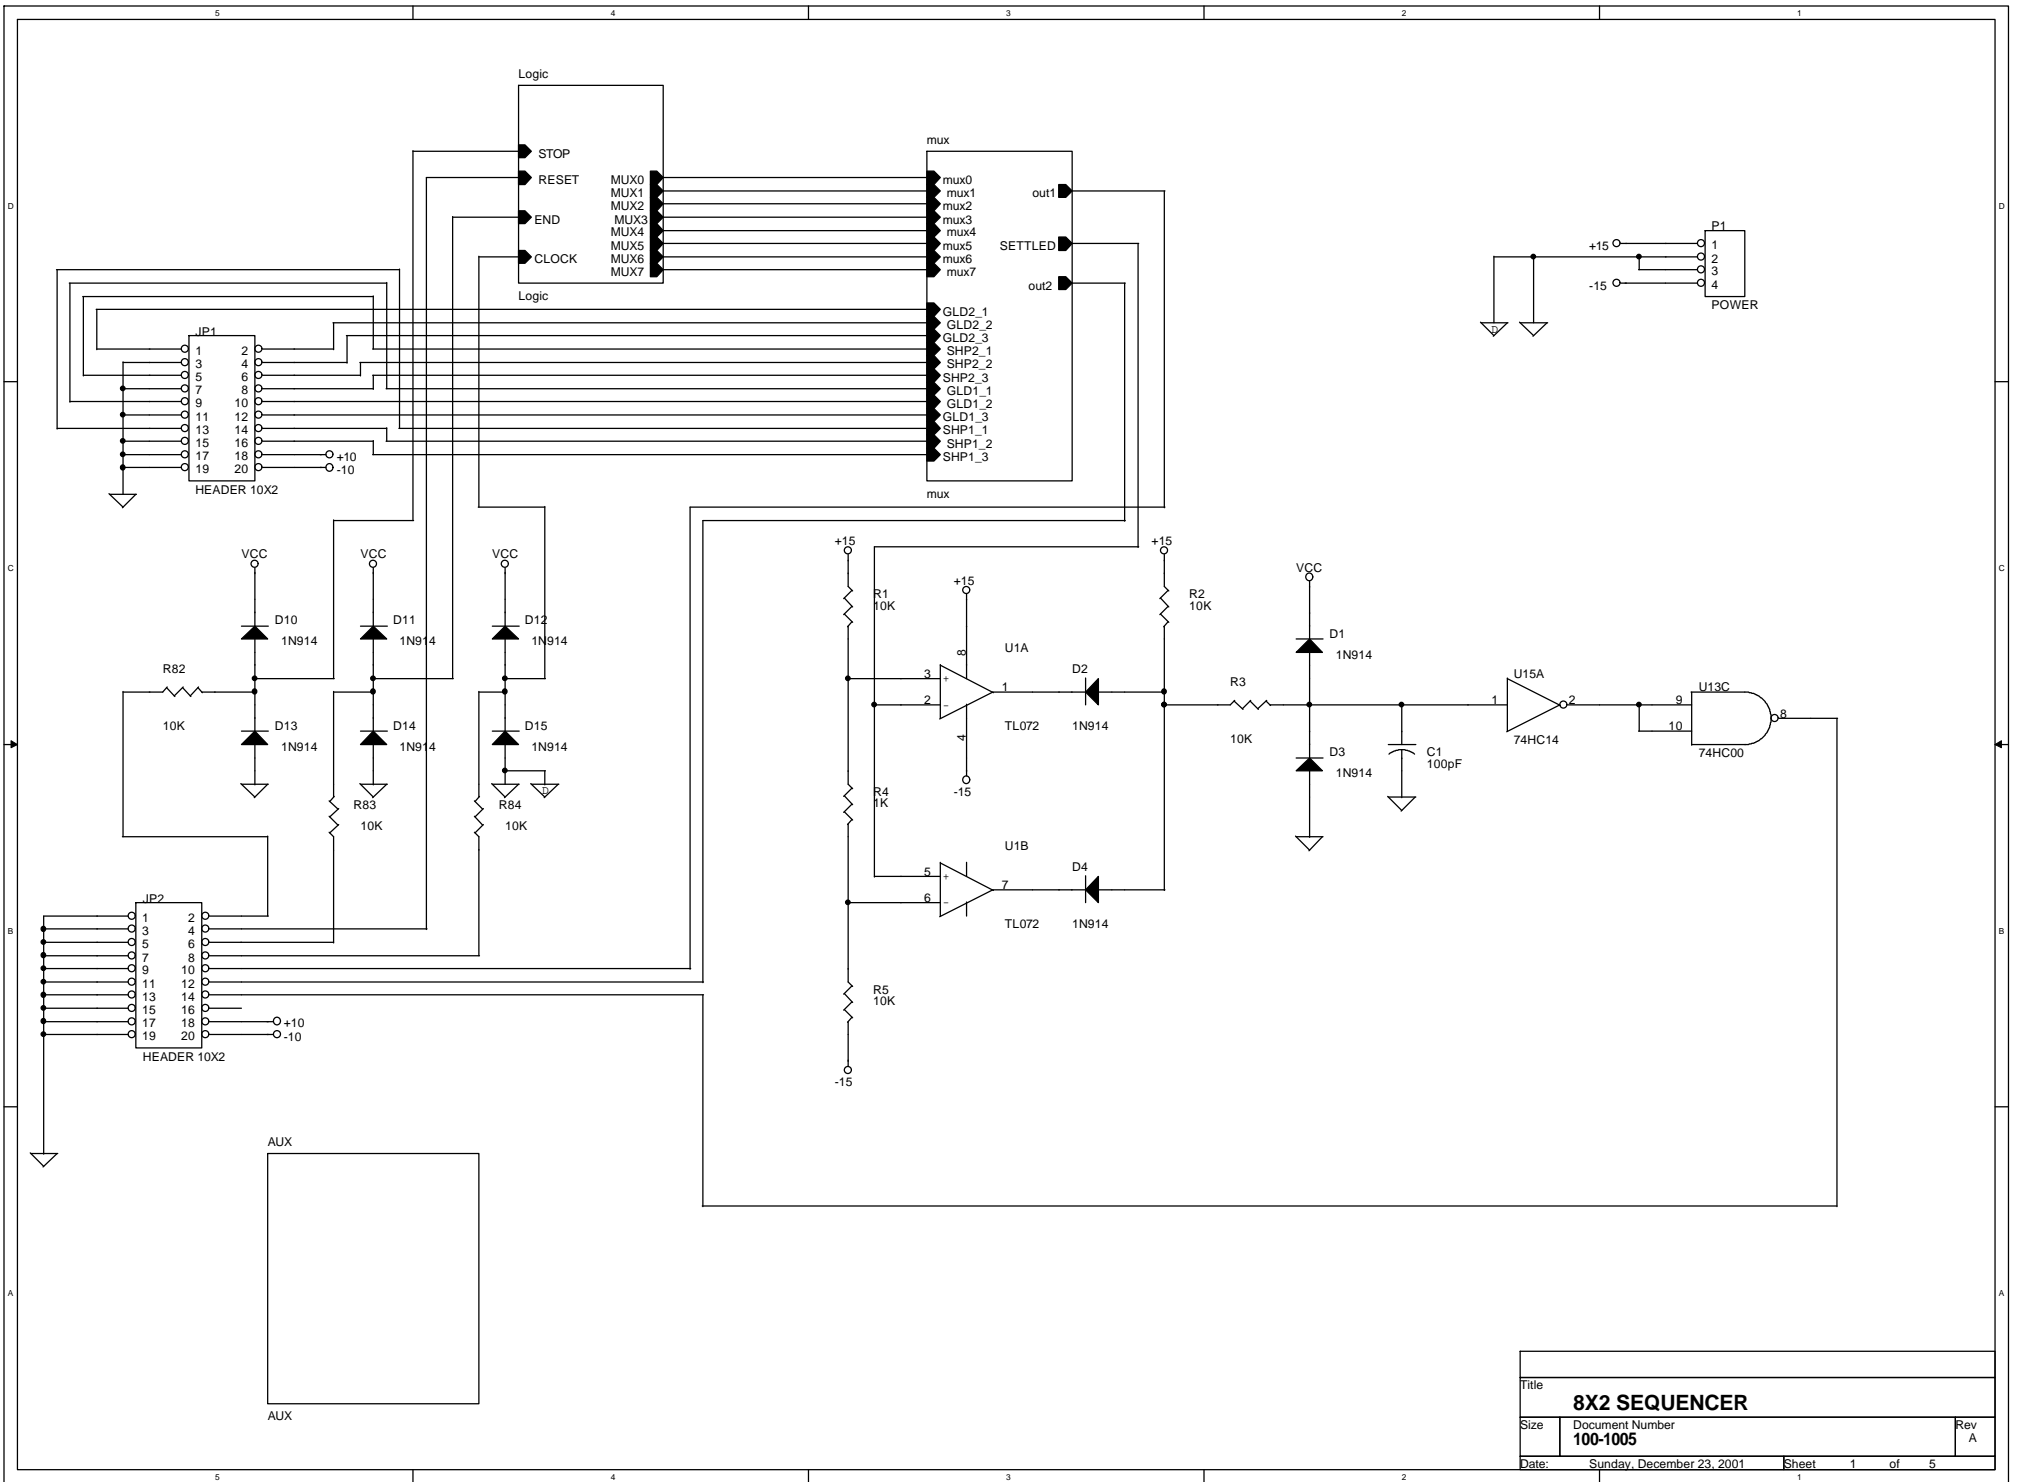 5 4 3 2 1
D
D
C
C
B
B
A
A
5 4 3 2 1
Logic
STOP
RESET
END
CLOCK
MUX0
MUX1
MUX2
MUX3
MUX4
MUX5
MUX6
MUX7
Logic
mux
mux0
mux1
mux2
mux3
mux4
mux5
mux6
mux7
GLD2_1
GLD2_2
GLD2_3
SHP2_1
SHP2_2
SHP2_3
GLD1_1
GLD1_2
GLD1_3
SHP1_1
SHP1_2
SHP1_3
out1
SETTLED
out2
mux
P1
+15 1
2
3
-15 4
POWER
D
JP1
1 2
3 4
5 6
7 8
9 10
11 12
13 14
15 16
17 18 +10
19 20 -10
HEADER 10X2
VCC
VCC
VCC
D10
1N914
D11
1N914
D12
1N914
R82
10K
D13
1N914
D14
1N914
D15
1N914
D
R83
10K
R84
10K
JP2
1 2
3 4
5 6
7 8
9 10
11 12
13 14
15 16
17 18 +10
19 20 -10
HEADER 10X2
+15
R1
10K
+15
8
U1A
3
+
2
-
1
TL072
4
-15
D2
1N914
+15
R2
10K
R4
1K
U1B
5
+
6
-
7
TL072
D4
1N914
R5
10K
-15
R3
10K
VCC
D1
1N914
D3
1N914
C1
100pF
U15A
1
2
74HC14
U13C
9
10
8
74HC00
AUX
AUX
Title
8X2 SEQUENCER
Size Document Number Rev
100-1005 A
Date: Sunday, December 23, 2001 Sheet 1 of 5